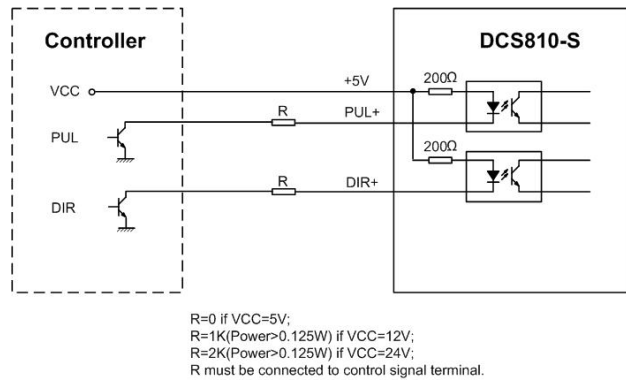 Controller
DCS810-S
VCC
+5V
200Ω
PUL
R
PUL+
200Ω
DIR
R
DIR+
R=0 if VCC=5V;
R=1K(Power>0.125W) if VCC=12V;
R=2K(Power>0.125W) if VCC=24V;
R must be connected to control signal terminal.